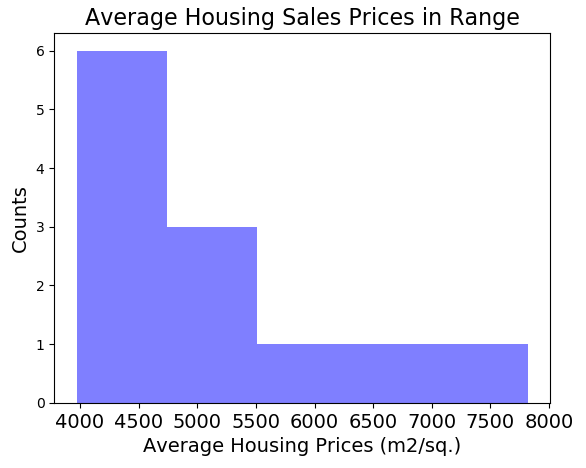 Average Housing Sales Prices in Range
6
5
4
3
2
1
0
Counts
4000 4500 5000 5500 6000 6500 7000 7500 8000
Average Housing Prices (m2/sq.)